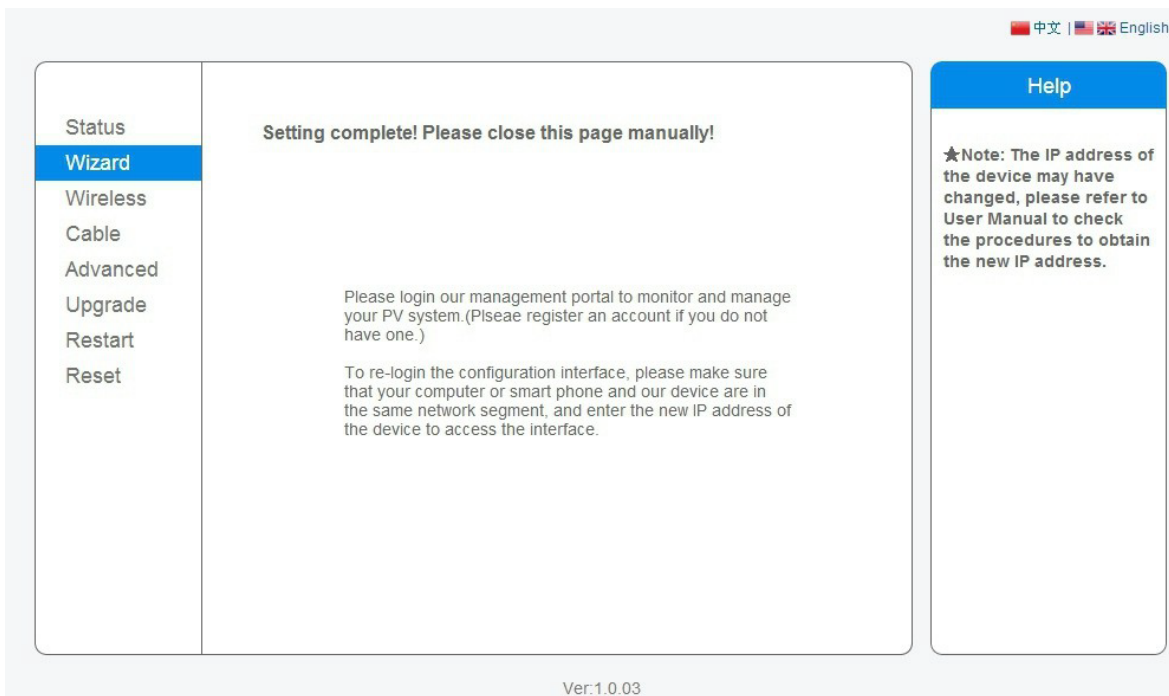 中文 | English
Status
Wizard
Wireless
Cable
Advanced
Upgrade
Restart
Reset
Setting complete! Please close this page manually!
Please login our management portal to monitor and manage
your PV system.(Plseae register an account if you do not
have one.)
To re-login the configuration interface, please make sure
that your computer or smart phone and our device are in
the same network segment, and enter the new IP address of
the device to access the interface.
Help
★Note: The IP address of
the device may have
changed, please refer to
User Manual to check
the procedures to obtain
the new IP address.
Ver:1.0.03